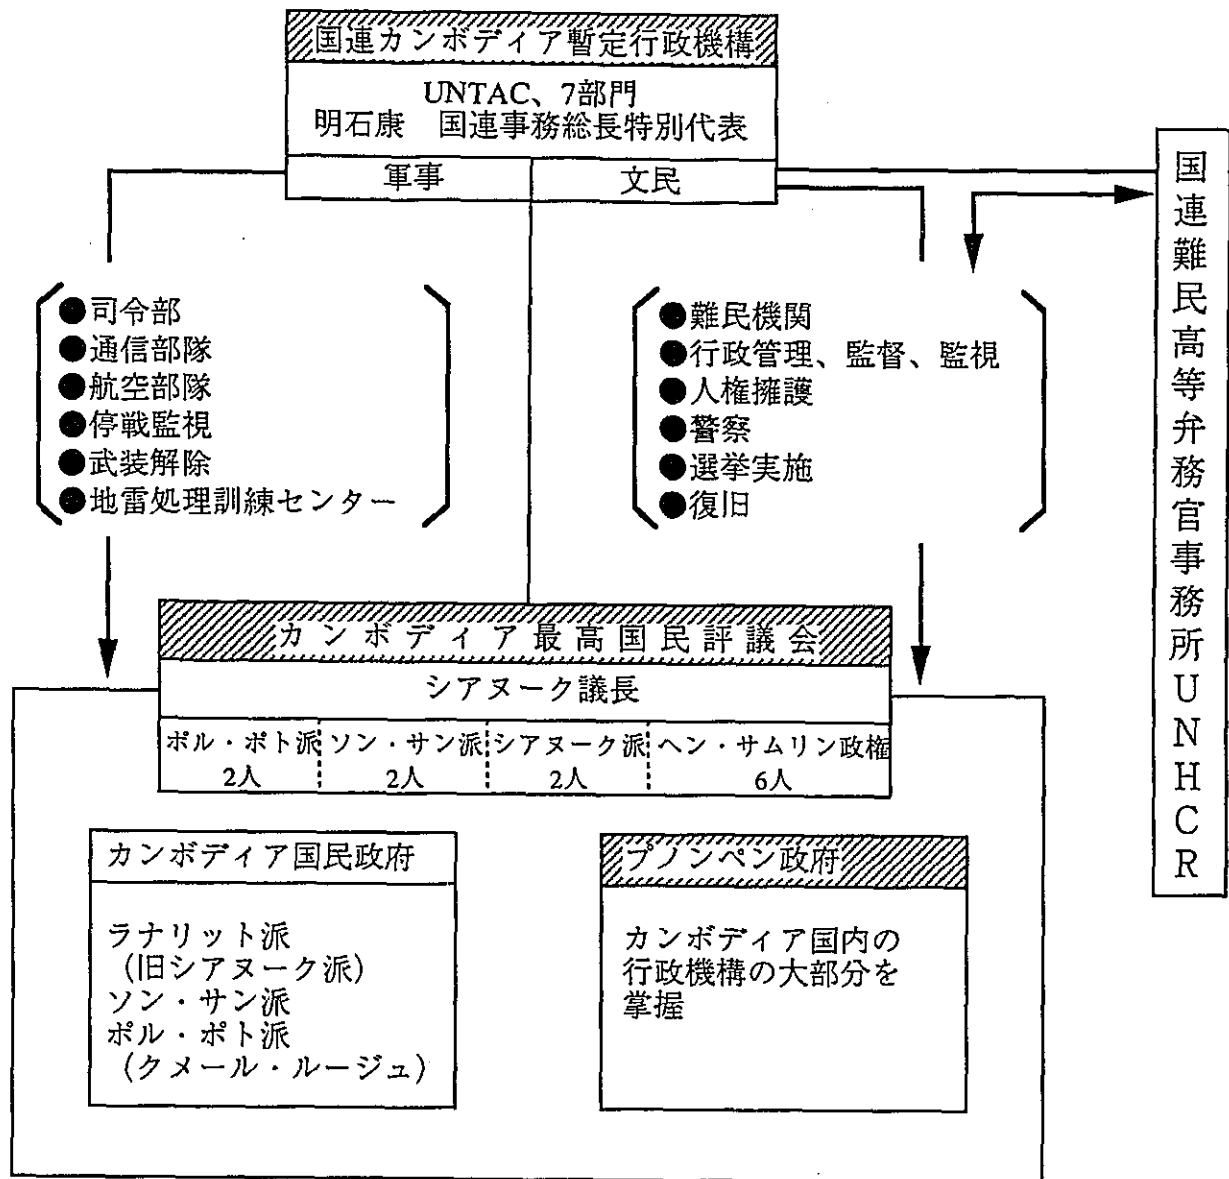 国連カンボディア暫定行政機構
UNTAC、7部門
明石康 国連事務総長特別代表
軍事
文民
国連難民高等弁務官事務所UNHCR
●司令部
●通信部隊
●航空部隊
●停戦監視
●武装解除
●地雷処理訓練センター
●難民機関
●行政管理、監督、監視
●人権擁護
●警察
●選挙実施
●復旧
カンボディア最高国民評議会
シアヌーク議長
ポル・ポト派
2人
ソン・サン派
2人
シアヌーク派
2人
ヘン・サムリン政権
6人
カンボディア国民政府
ラナリット派
(旧シアヌーク派)
ソン・サン派
ポル・ポト派
(クメール・ルージュ)
プノンペン政府
カンボディア国内の
行政機構の大部分を
掌握